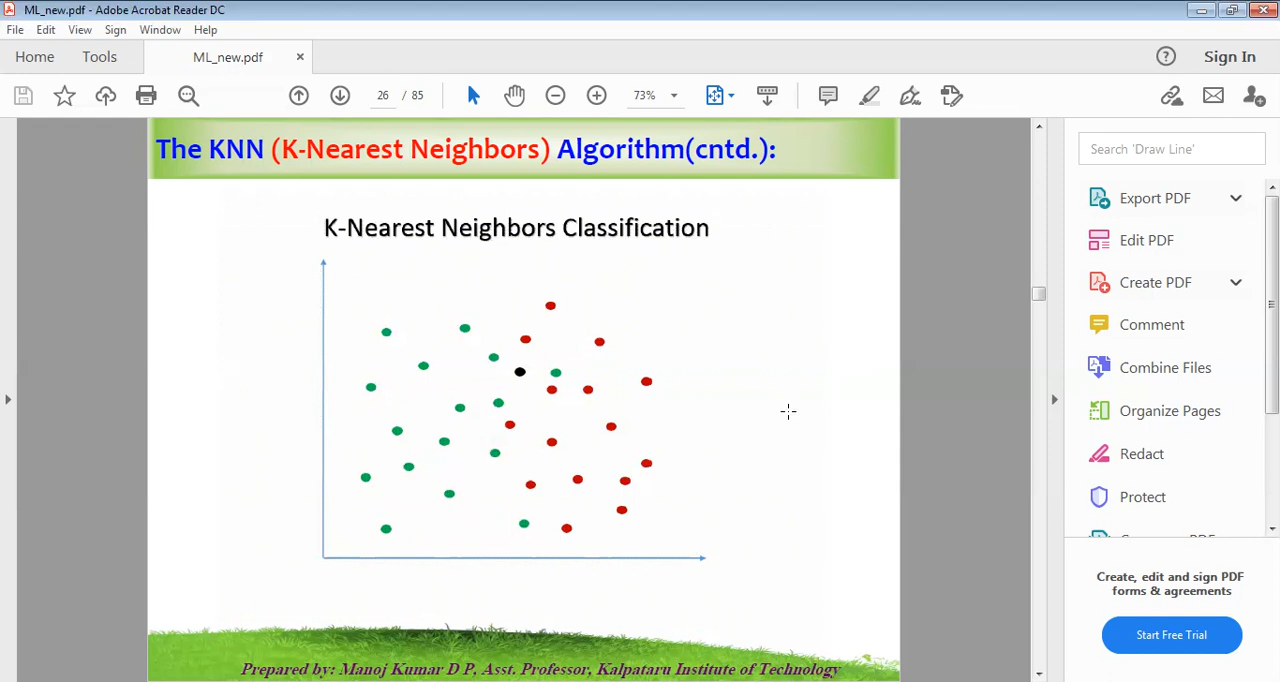 ML_new.pdf - Adobe Acrobat Reader DC
File Edit View Sign Window Help
Home Tools ML_new.pdf × ? Sign In
26 / 85 73%
The KNN (K-Nearest Neighbors) Algorithm(cntd.):
K-Nearest Neighbors Classification
Prepared by: Manoj Kumar D P, Asst. Professor, Kalpataru Institute of Technology
Search 'Draw Line'
Export PDF
Edit PDF
Create PDF
Comment
Combine Files
Organize Pages
Redact
Protect
Create, edit and sign PDF
forms & agreements
Start Free Trial